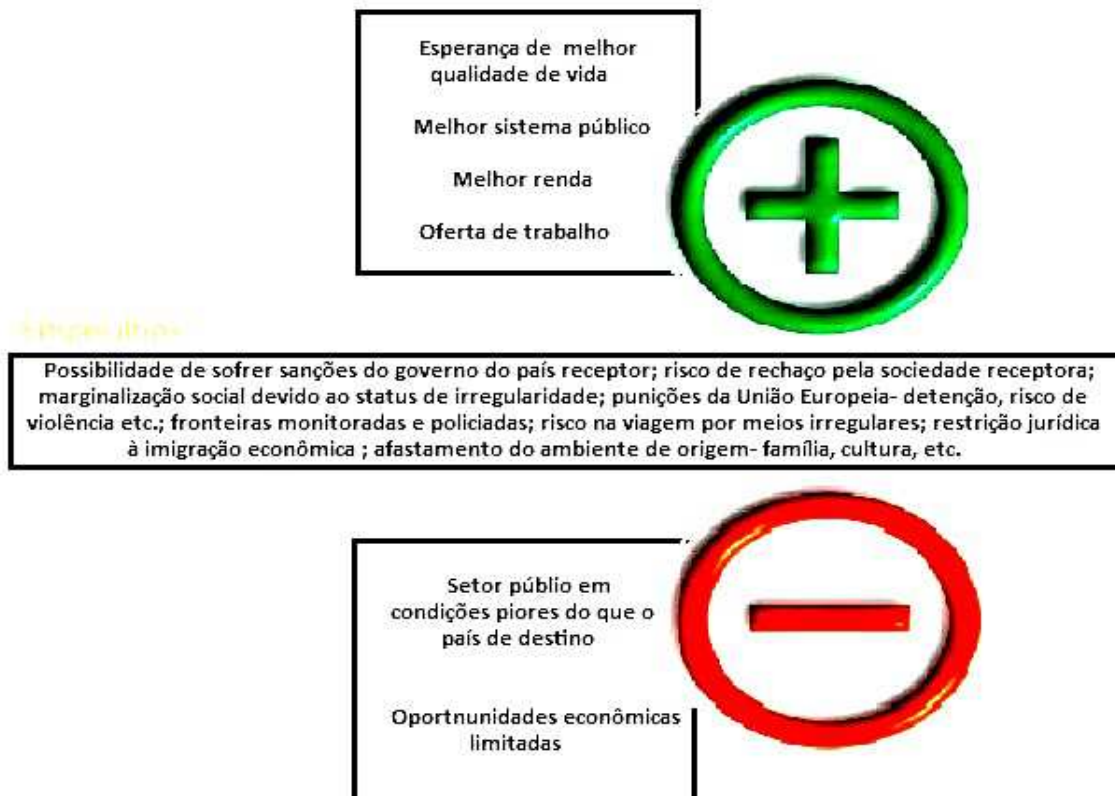 Esperança de melhor
qualidade de vida
Melhor sistema público
Melhor renda
Oferta de trabalho
Possibilidade de sofrer sanções do governo do país receptor; risco de rechaço pela sociedade receptora;
marginalização social devido ao status de irregularidade; punições da União Europeia- detenção, risco de
violência etc.; fronteiras monitoradas e policiadas; risco na viagem por meios irregulares; restrição jurídica
à imigração econômica ; afastamento do ambiente de origem- família, cultura, etc.
Setor públio em
condições piores do que o
país de destino
Oportnunidades econômicas
limitadas